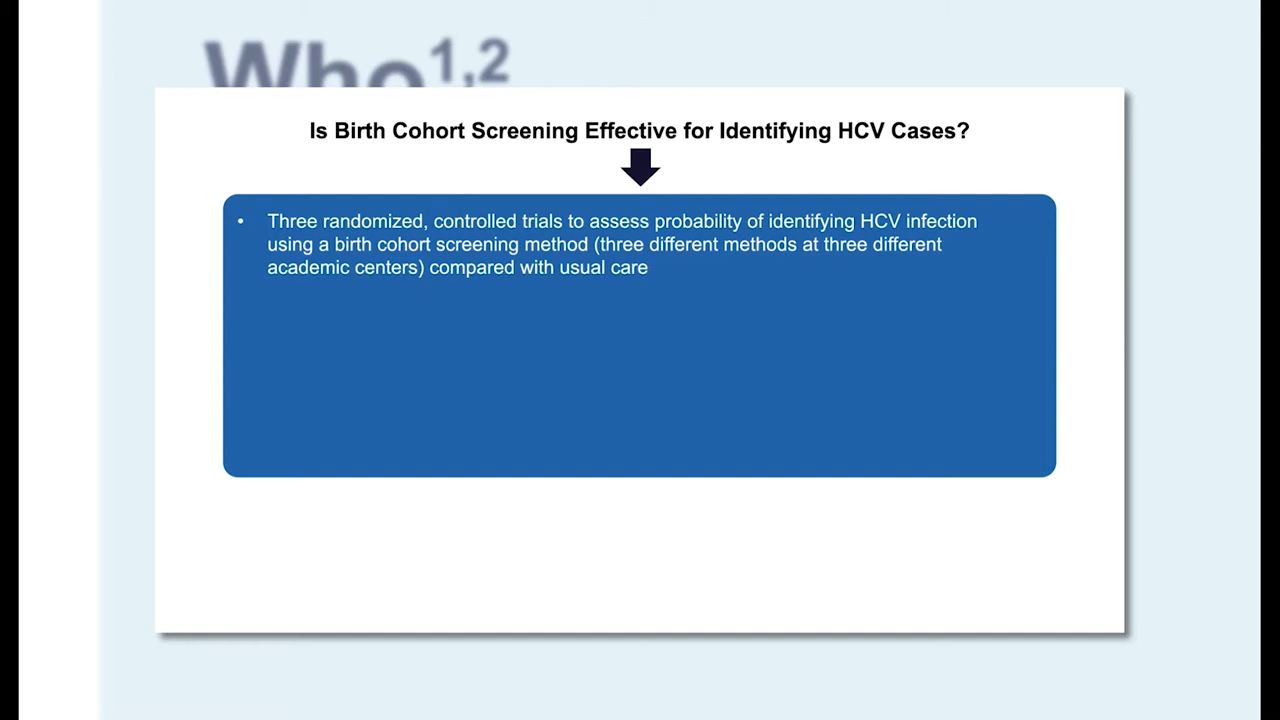 Who1,2
Is Birth Cohort Screening Effective for Identifying HCV Cases?
• Three randomized, controlled trials to assess probability of identifying HCV infection
using a birth cohort screening method (three different methods at three different
academic centers) compared with usual care